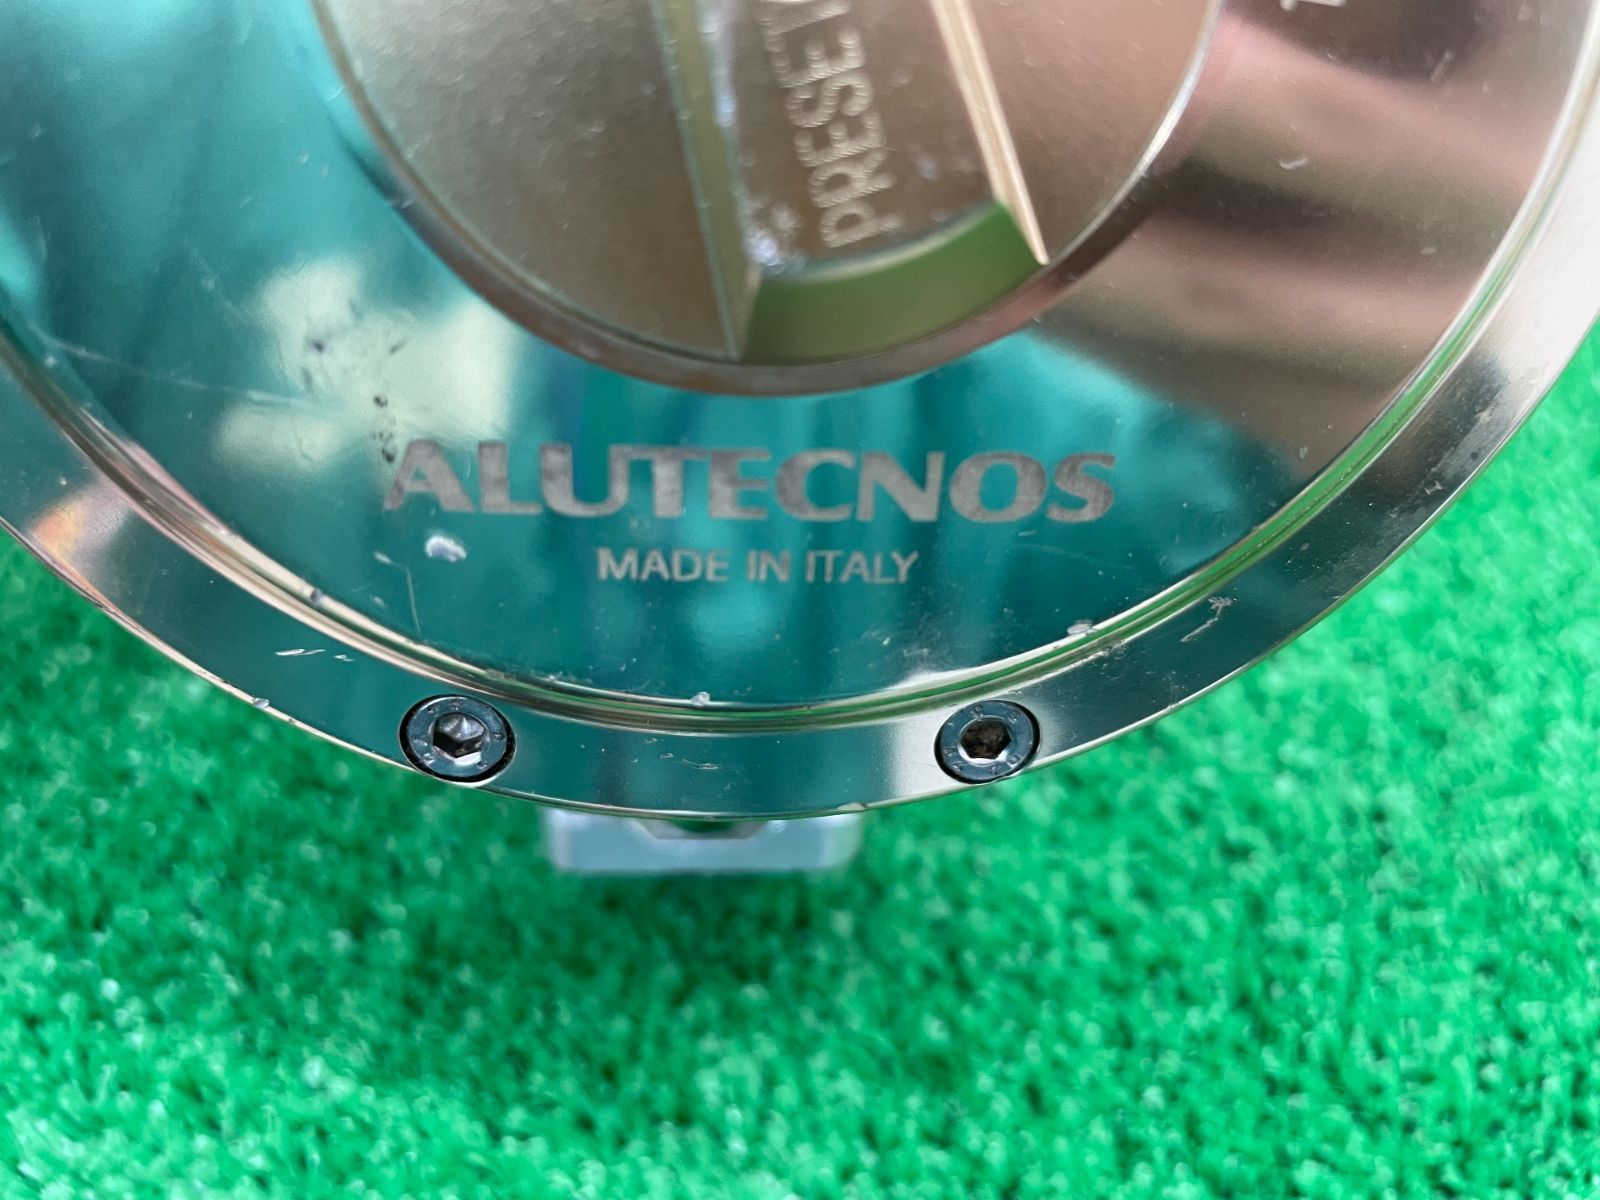 PRESET
ALUTECNOS
MADE IN ITALY